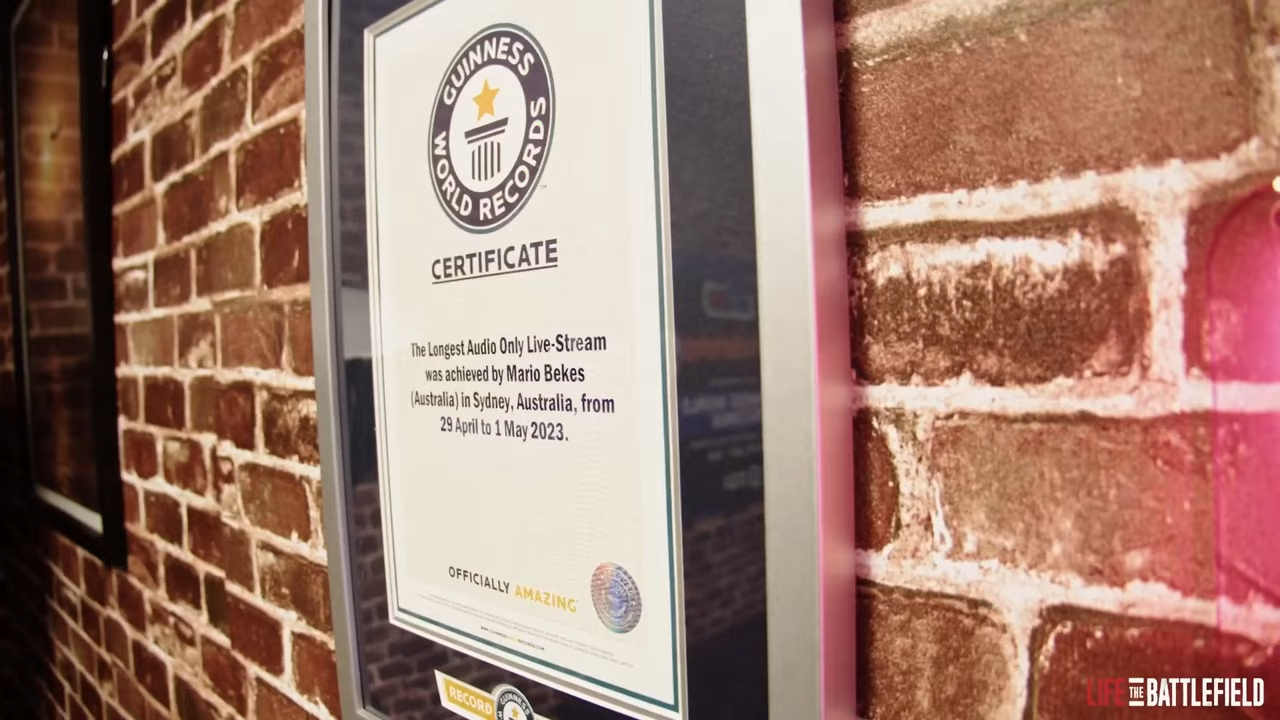 GUINNESS
WORLD RECORDS
CERTIFICATE
The Longest Audio Only Live-Stream
was achieved by Mario Bekes
(Australia) in Sydney, Australia, from
29 April to 1 May 2023.
OFFICIALLY AMAZING
RECORD
GUINNESS
LIFE THE BATTLEFIELD